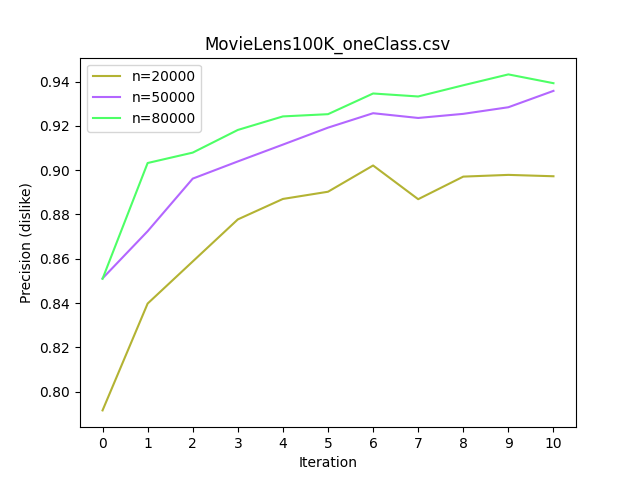 MovieLens100K_oneClass.csv
n=20000
n=50000
n=80000
Precision (dislike)
0.94
0.92
0.90
0.88
0.86
0.84
0.82
0.80
0 1 2 3 4 5 6 7 8 9 10
Iteration